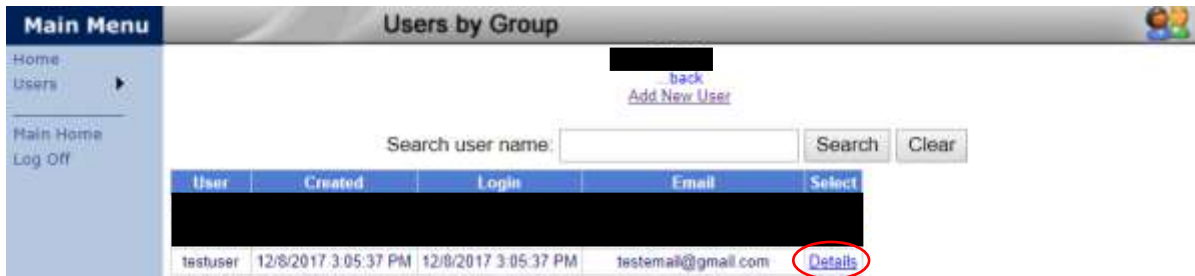 Main Menu
Users by Group
Home
Users
Main Home
Log Off
back
Add New User
Search user name:
Search
Clear
User Created Login Email Select
testuser 12/8/2017 3:05:37 PM 12/8/2017 3:05:37 PM testemail@gmail.com Details